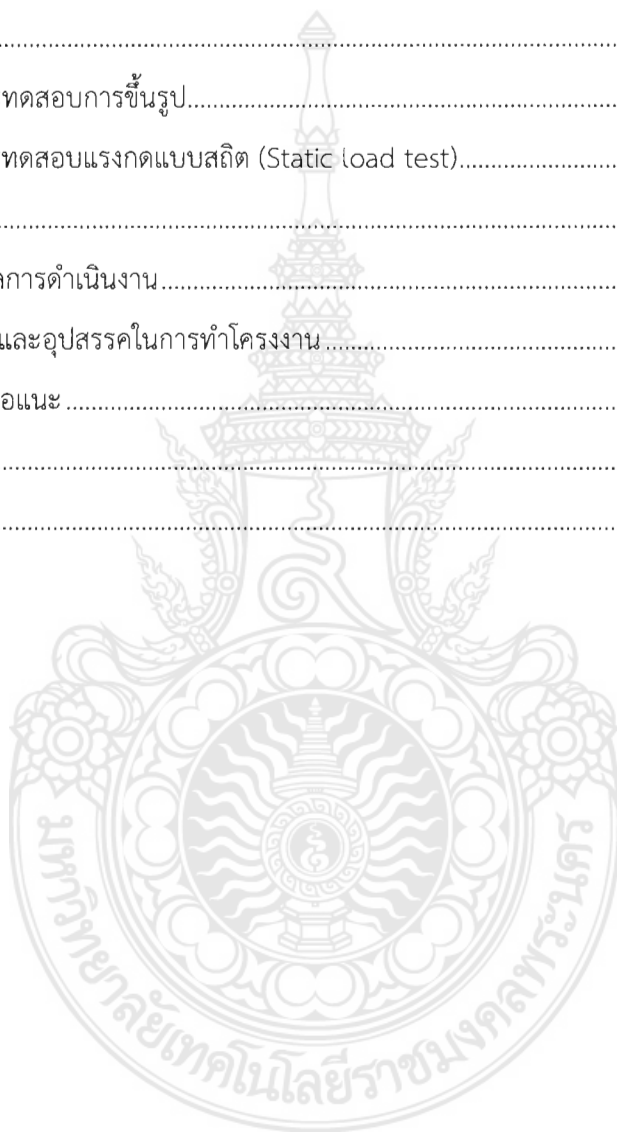 ....................................................................................................
ทดสอบการขึ้นรูป....................................................................................................
ทดสอบแรงกดแบบสถิต (Static load test)....................................................................................................
....................................................................................................
ลการดำเนินงาน....................................................................................................
และอุปสรรคในการทำโครงงาน....................................................................................................
อแนะ....................................................................................................
....................................................................................................
....................................................................................................
มหาวิทยาลัยเทคโนโลยีราชมงคลพระนคร